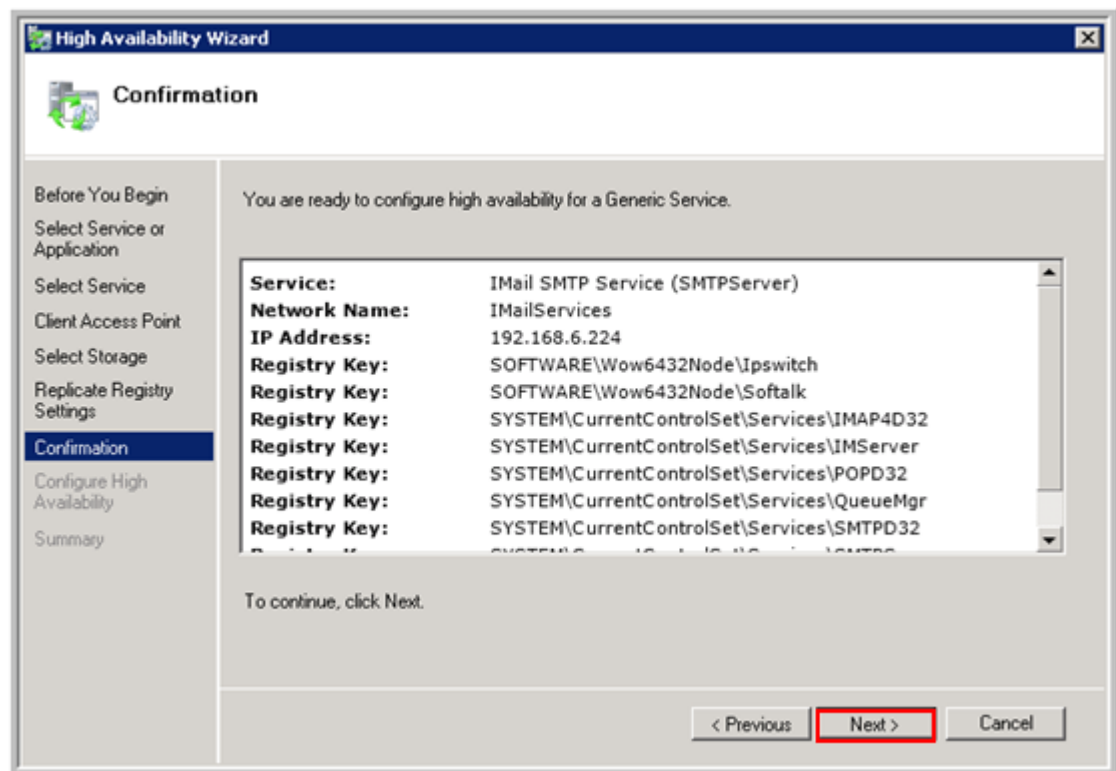 High Availability Wizard
Confirmation
Before You Begin
Select Service or
Application
Select Service
Client Access Point
Select Storage
Replicate Registry
Settings
Confirmation
Configure High
Availability
Summary
You are ready to configure high availability for a Generic Service.
Service: IMail SMTP Service (SMTPServer)
Network Name: IMailServices
IP Address: 192.168.6.224
Registry Key: SOFTWARE\Wow6432Node\Ipswitch
Registry Key: SOFTWARE\Wow6432Node\Softalk
Registry Key: SYSTEM\CurrentControlSet\Services\IMAP4D32
Registry Key: SYSTEM\CurrentControlSet\Services\IMServer
Registry Key: SYSTEM\CurrentControlSet\Services\POPD32
Registry Key: SYSTEM\CurrentControlSet\Services\QueueMgr
Registry Key: SYSTEM\CurrentControlSet\Services\SMTPD32
To continue, click Next.
< Previous
Next >
Cancel